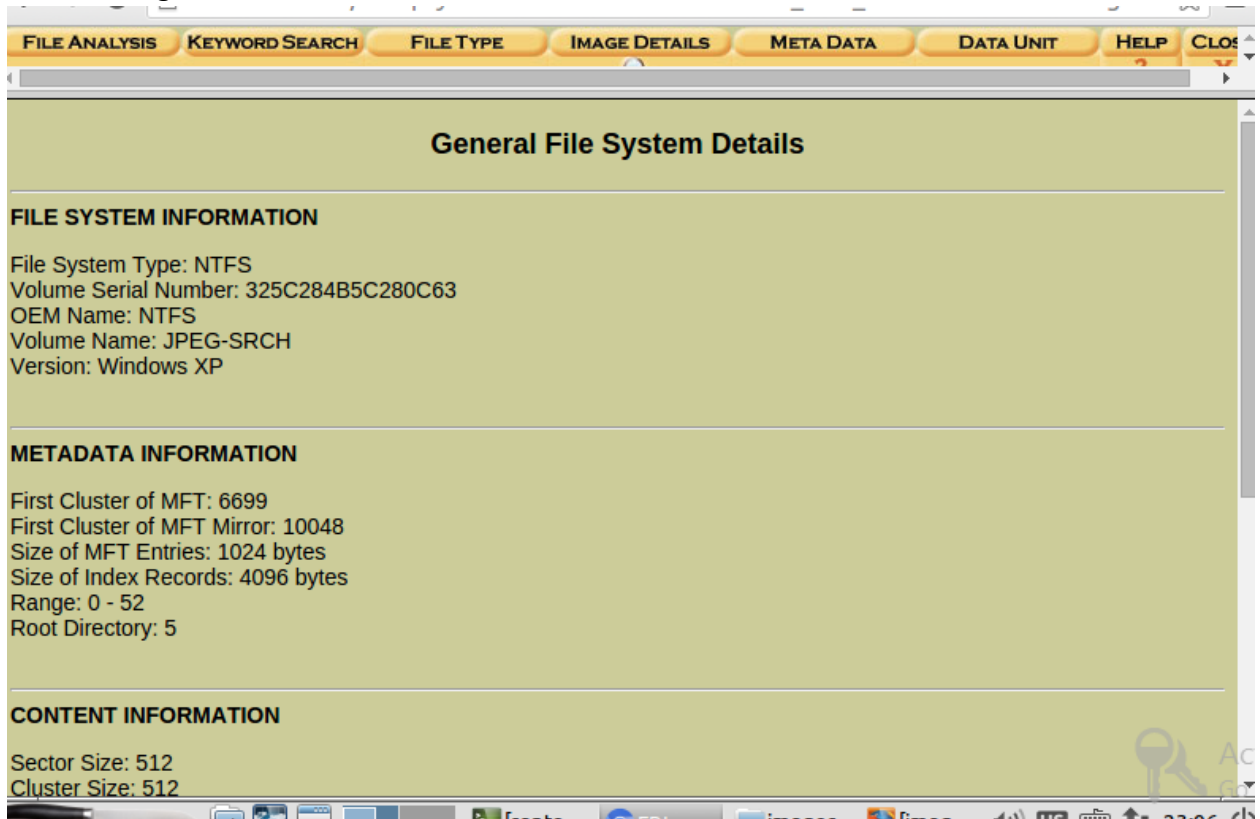 FILE ANALYSIS KEYWORD SEARCH FILE TYPE IMAGE DETAILS META DATA DATA UNIT HELP CLOS
General File System Details
FILE SYSTEM INFORMATION
File System Type: NTFS
Volume Serial Number: 325C284B5C280C63
OEM Name: NTFS
Volume Name: JPEG-SRCH
Version: Windows XP
METADATA INFORMATION
First Cluster of MFT: 6699
First Cluster of MFT Mirror: 10048
Size of MFT Entries: 1024 bytes
Size of Index Records: 4096 bytes
Range: 0 - 52
Root Directory: 5
CONTENT INFORMATION
Sector Size: 512
Cluster Size: 512
Ac
Go